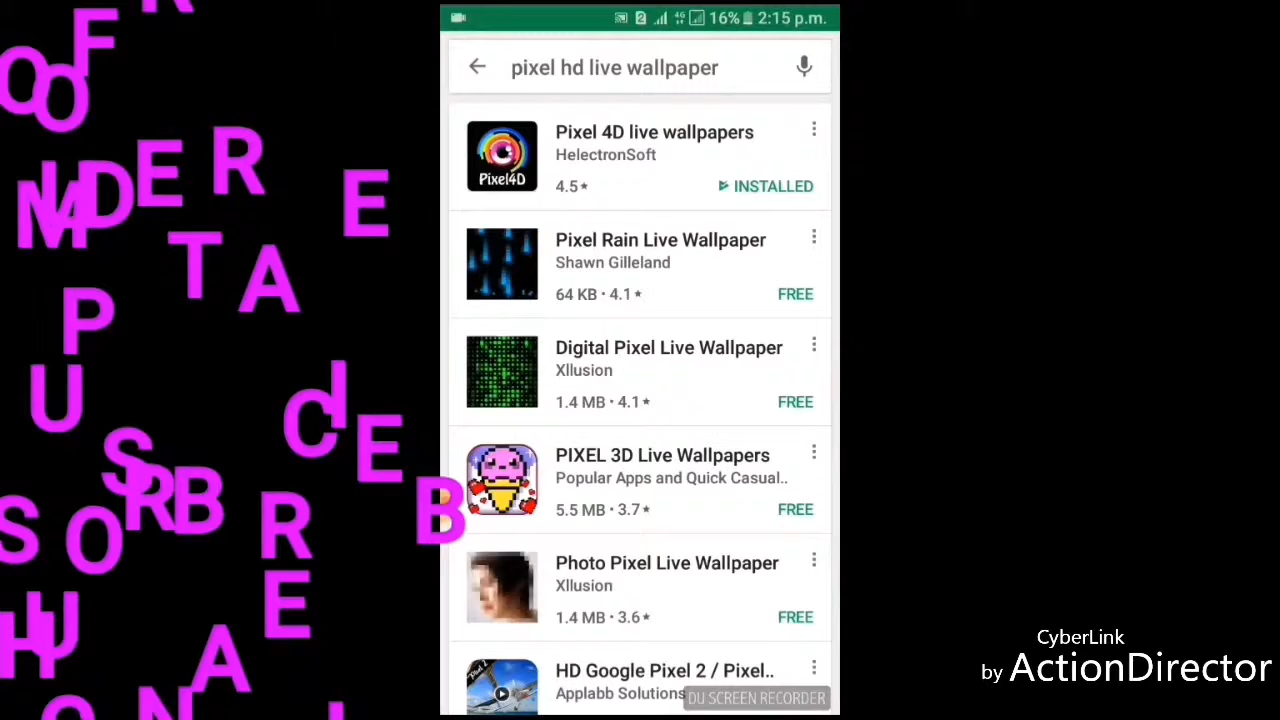 2 4G 16% 2:15 p.m.
pixel hd live wallpaper
Pixel 4D live wallpapers
HelectronSoft
Pixel4D
4.5★ INSTALLED
Pixel Rain Live Wallpaper
Shawn Gilleland
64 KB · 4.1★ FREE
Digital Pixel Live Wallpaper
Xllusion
1.4 MB · 4.1★ FREE
PIXEL 3D Live Wallpapers
Popular Apps and Quick Casual..
5.5 MB · 3.7★ FREE
Photo Pixel Live Wallpaper
Xllusion
1.4 MB · 3.6★ FREE
HD Google Pixel 2 / Pixel..
Applabb Solutions
DU SCREEN RECORDER
CyberLink
by ActionDirector
F
O O
E R
M D E
T A
P
U
I
C E
S
R B B
S O R
E
H U
A